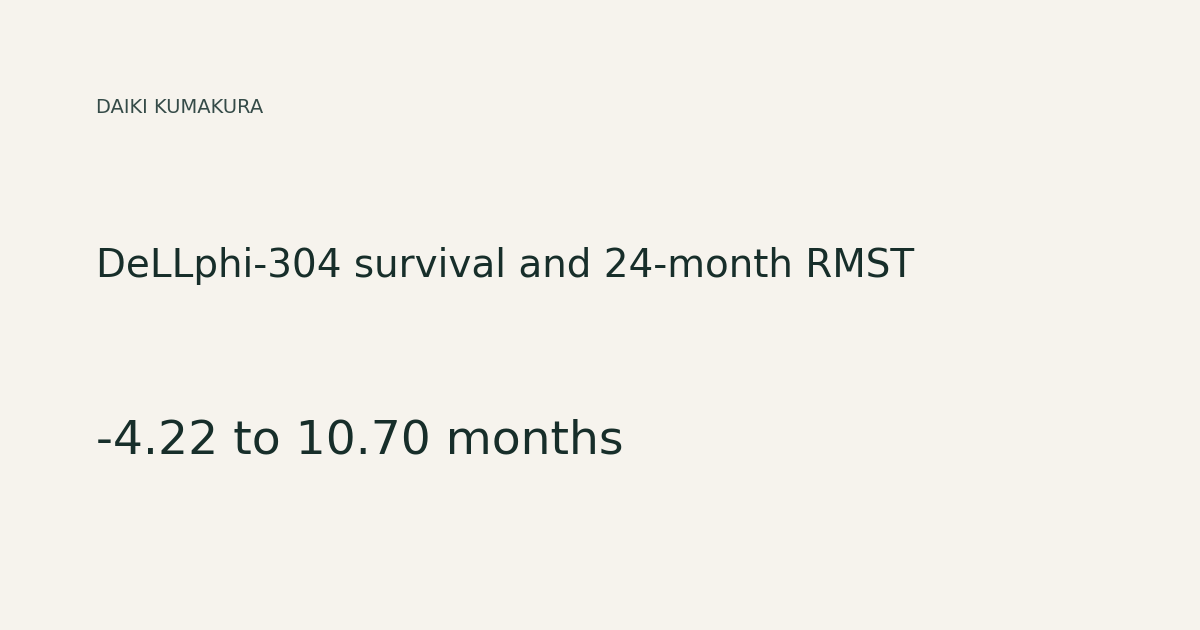 DAIKI KUMAKURA
DeLLphi-304 survival and 24-month RMST
-4.22 to 10.70 months